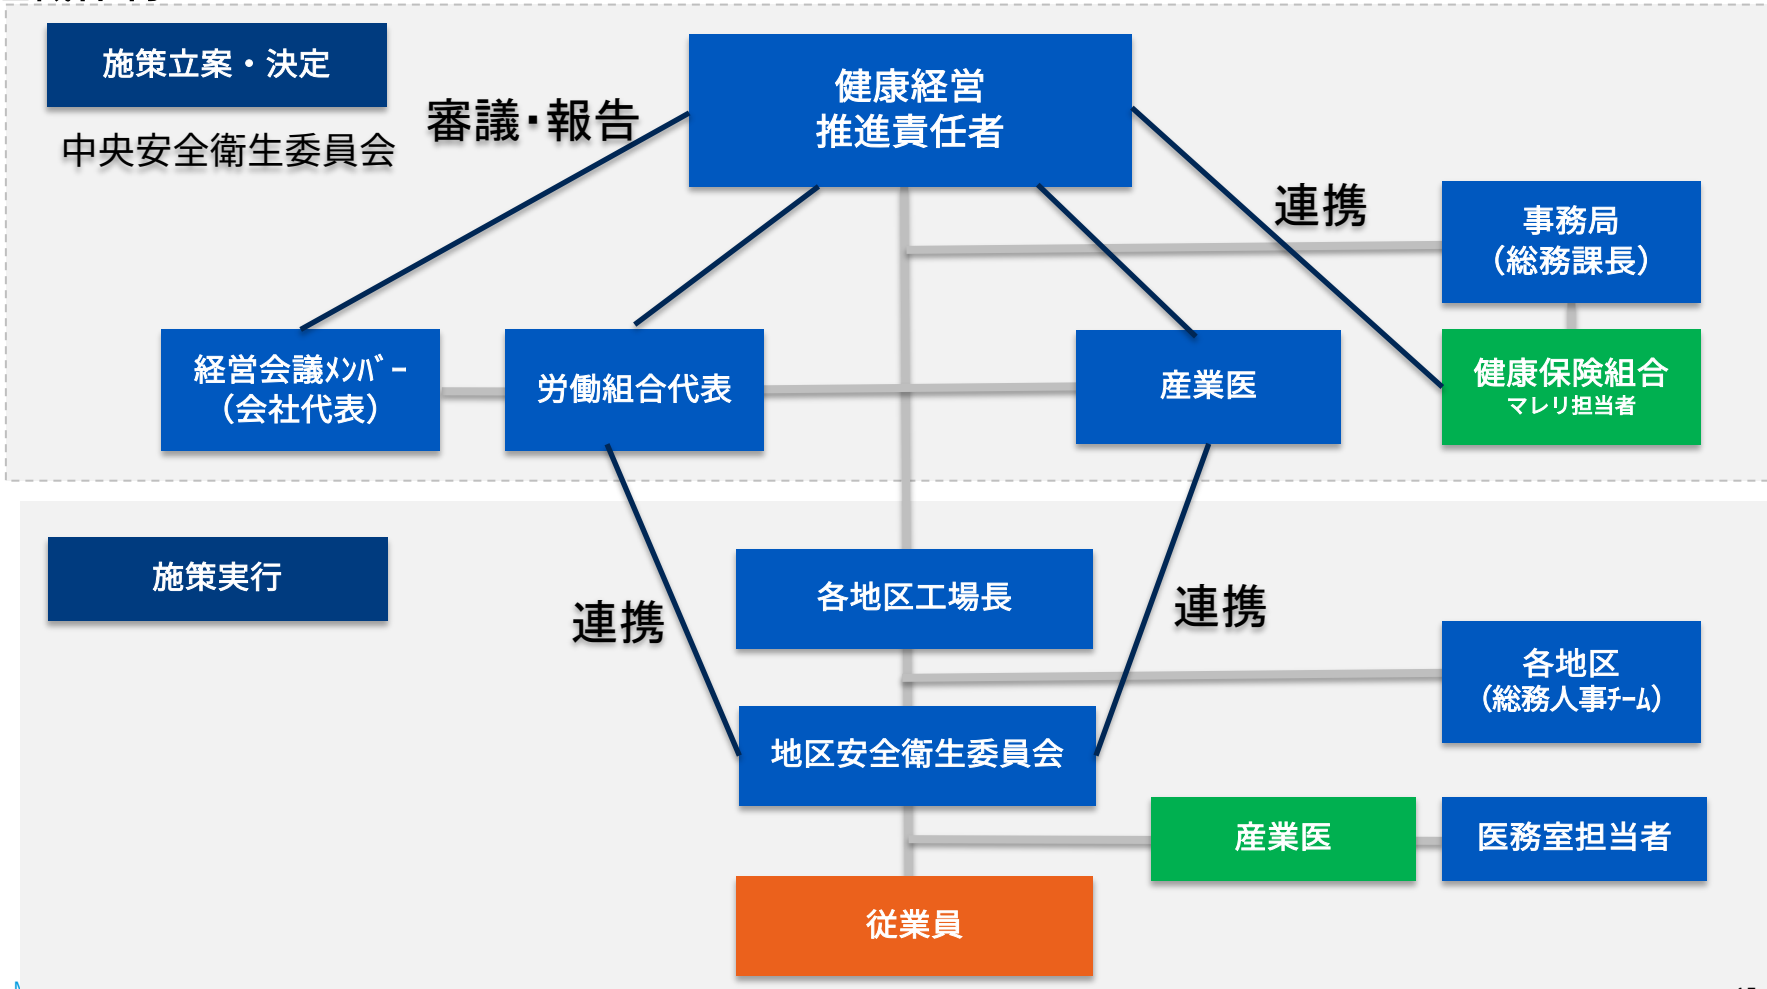 施策立案・決定
中央安全衛生委員会
審議・報告
健康経営
推進責任者
連携
事務局
（総務課長）
経営会議ﾒﾝﾊﾞｰ
（会社代表）
労働組合代表
産業医
健康保険組合
マレリ担当者
施策実行
各地区工場長
連携
連携
各地区
（総務人事ﾁｰﾑ）
地区安全衛生委員会
産業医
医務室担当者
従業員